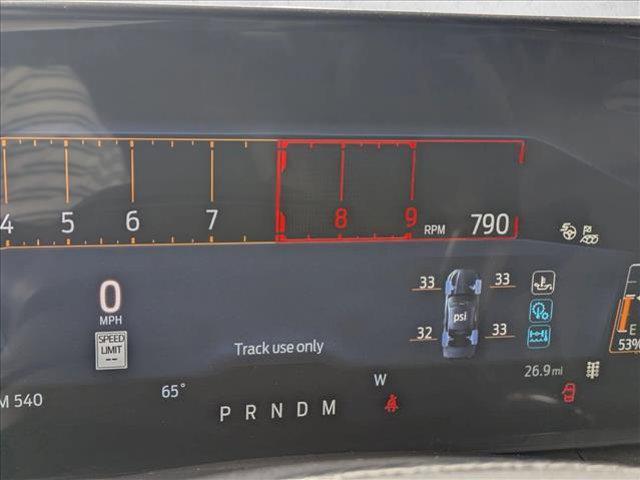 4 5 6 7 8 9 RPM 790
33 33
0
MPH
psi
SPEED
LIMIT
--
32 33
E
53%
Track use only
26.9 mi
M 540
65°
W
P R N D M